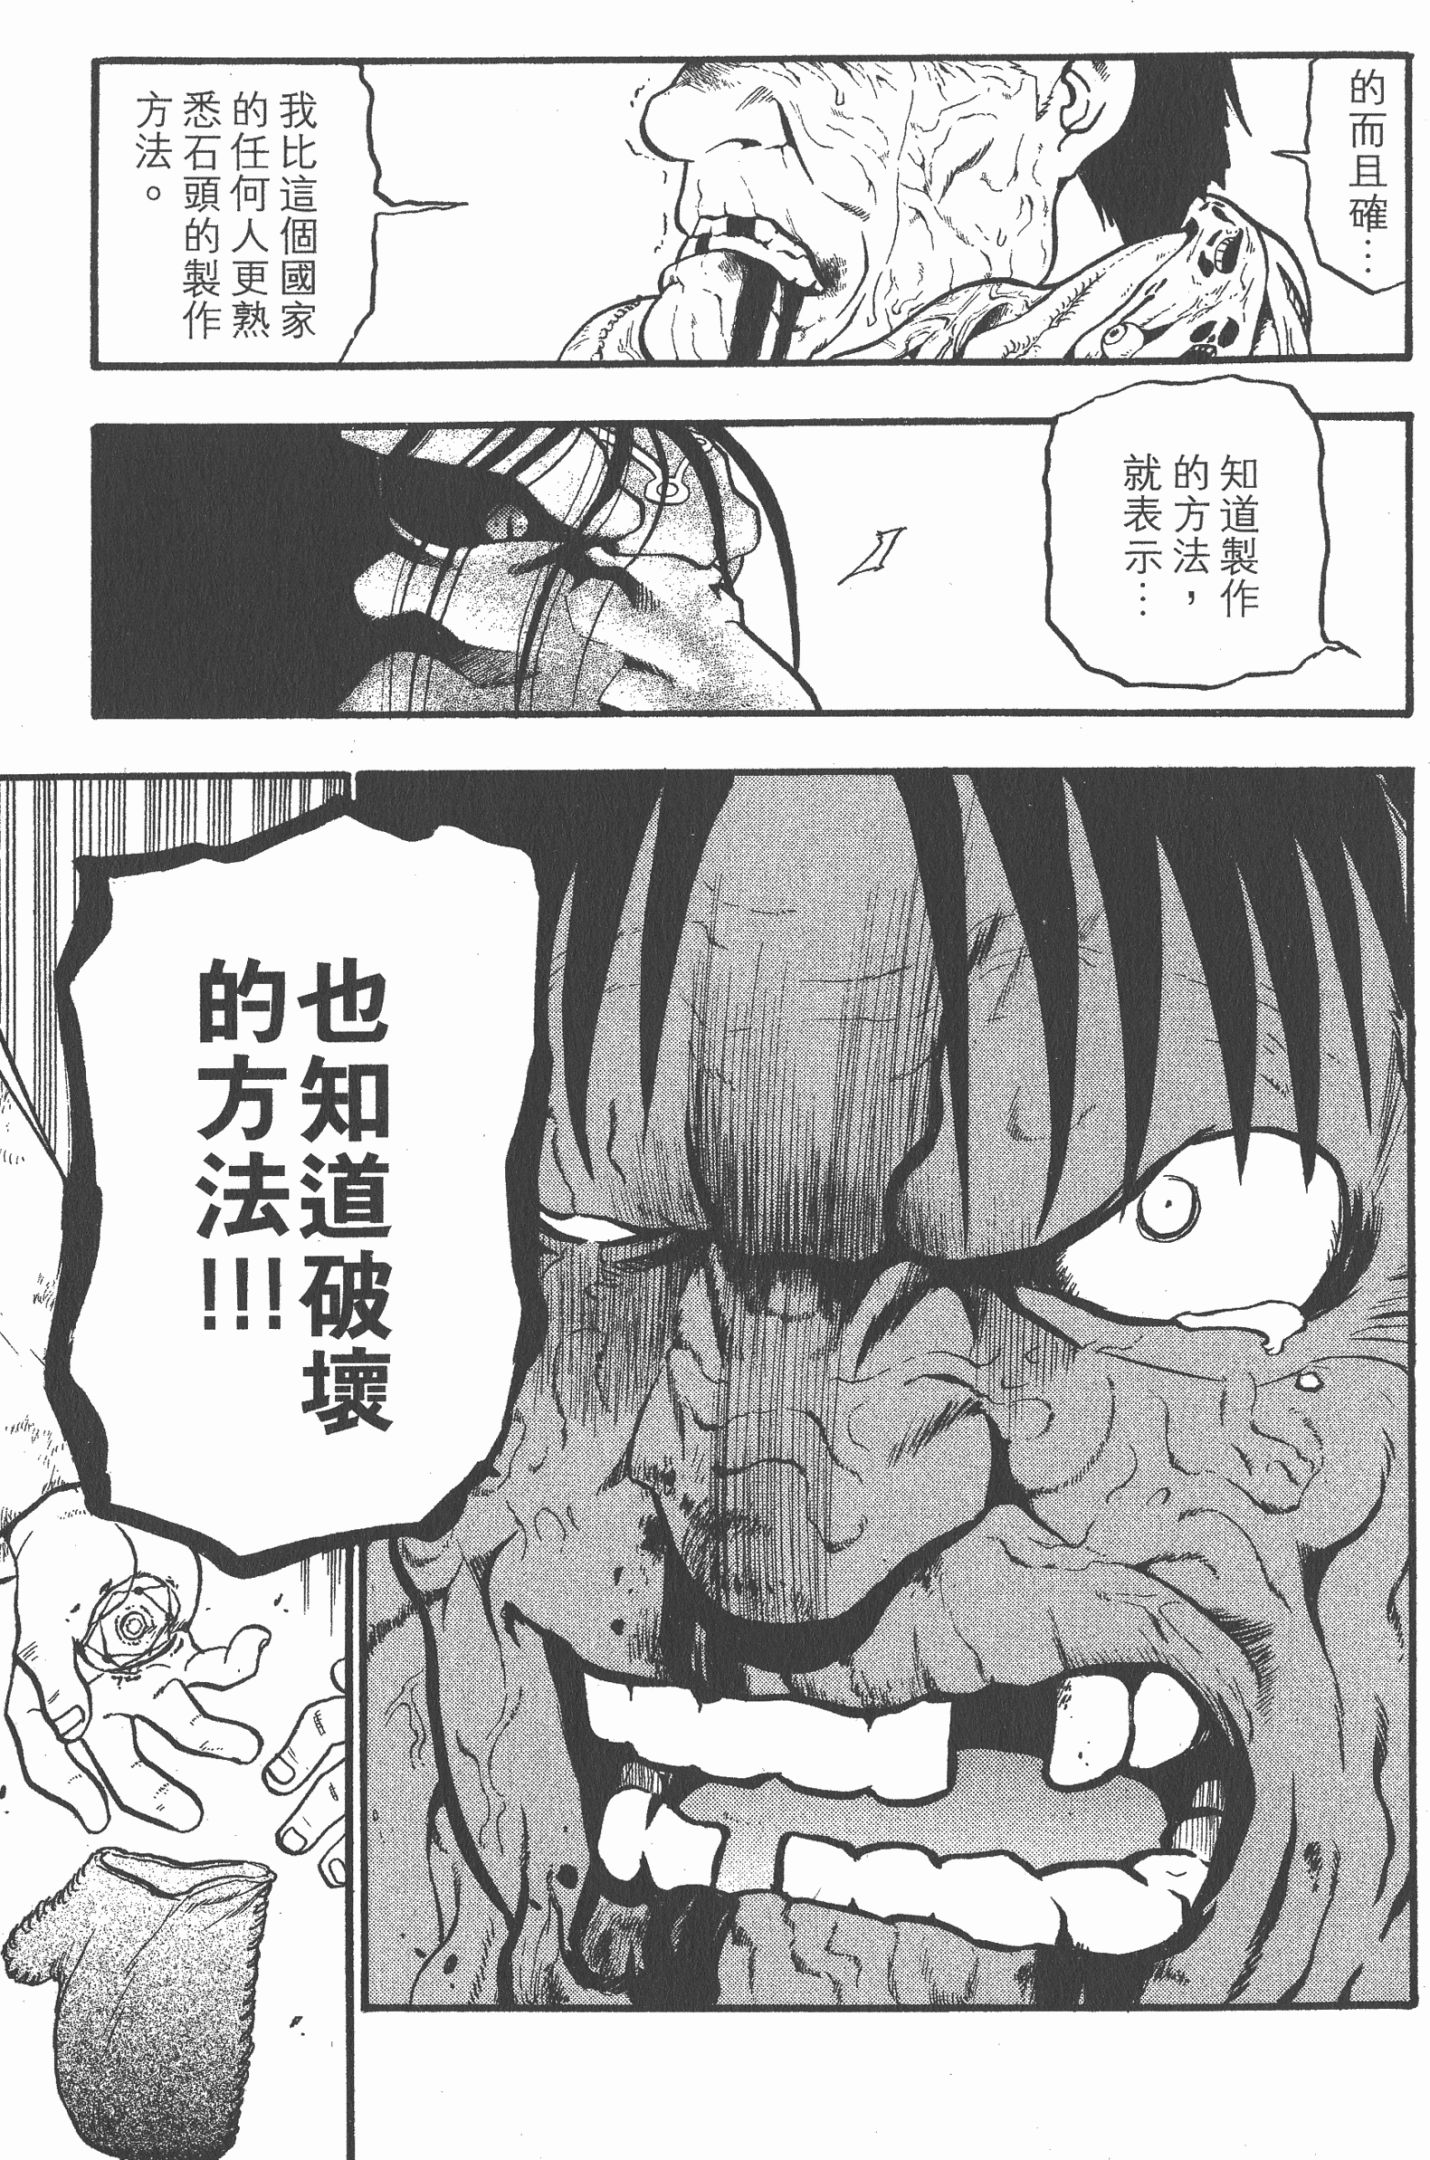 的而且確…
我比這個國家
的任何人更熟
悉石頭的製作
方法。
知道製作
的方法，
就表示…
也知道破壞
的方法!!!